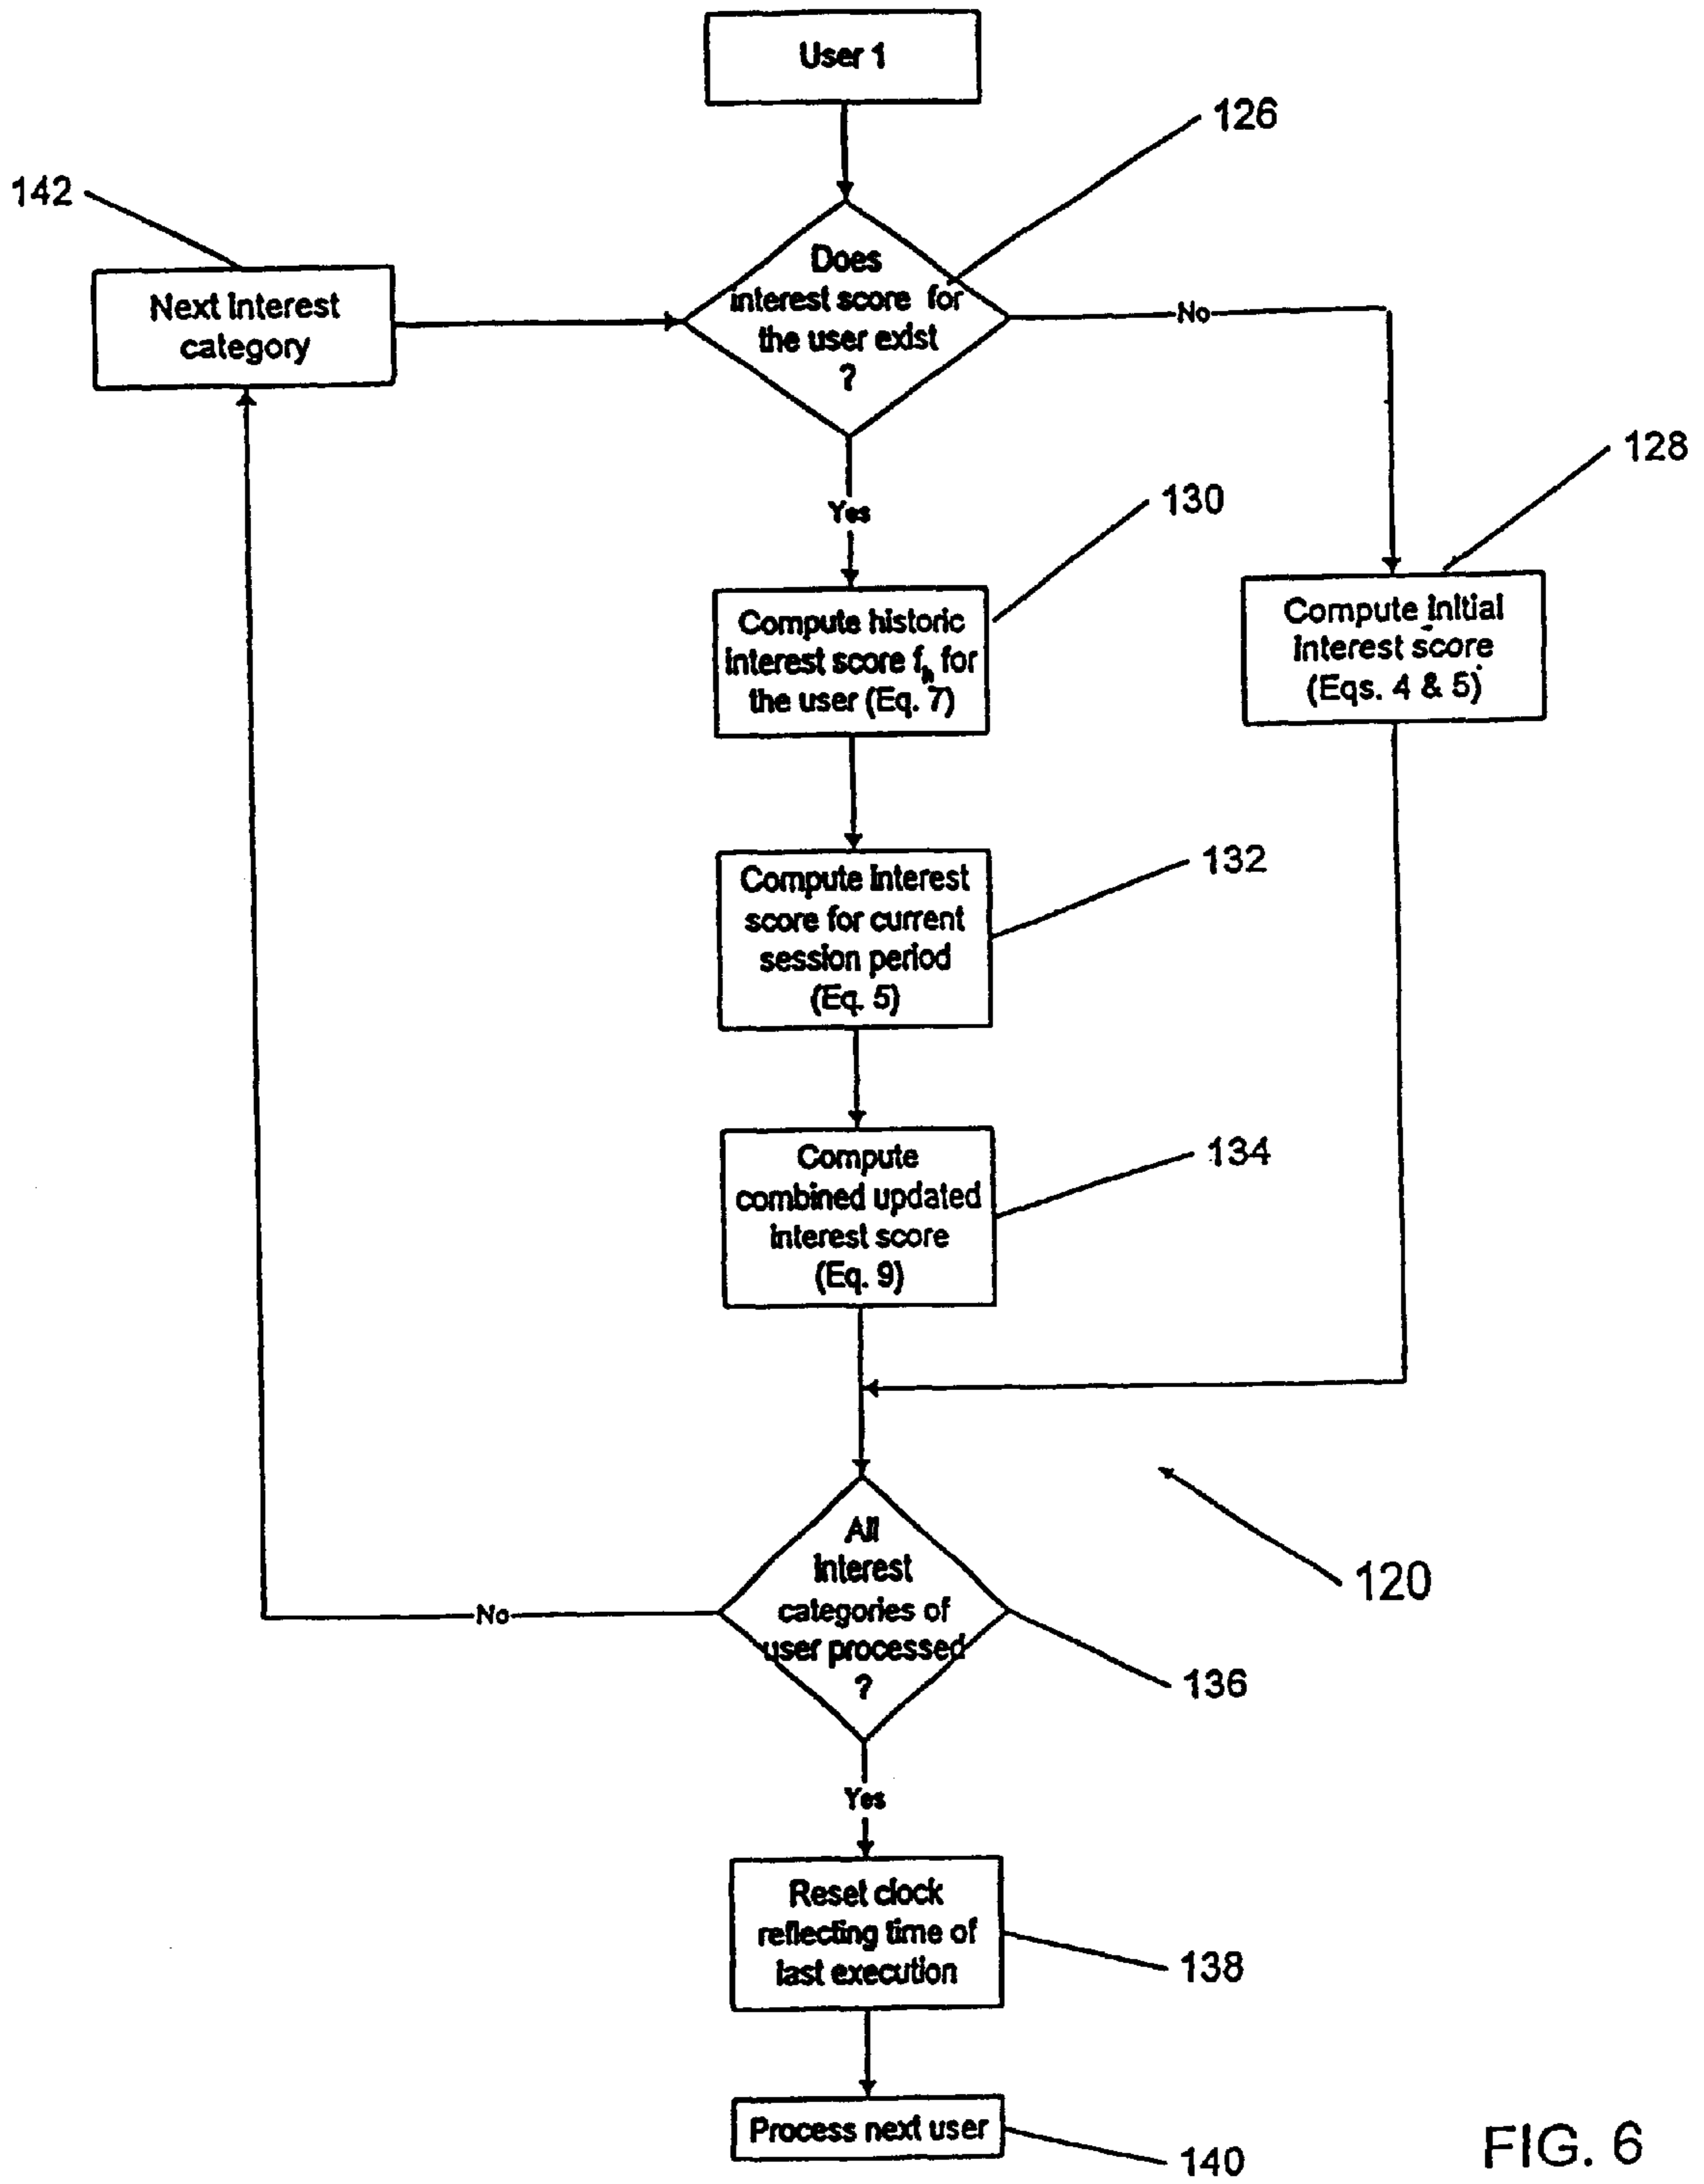 User 1
126
142
Does
interest score for
the user exist
?
Next interest
category
No
128
Yes
130
Compute historic
interest score fh for
the user (Eq. 7)
Compute initial
interest score
(Eqs. 4 & 5)
132
Compute interest
score for current
session period
(Eq. 5)
134
Compute
combined updated
interest score
(Eq. 9)
All
interest
categories of
user processed
?
120
No
136
Yes
Reset clock
reflecting time of
last execution
138
Process next user
140
FIG. 6